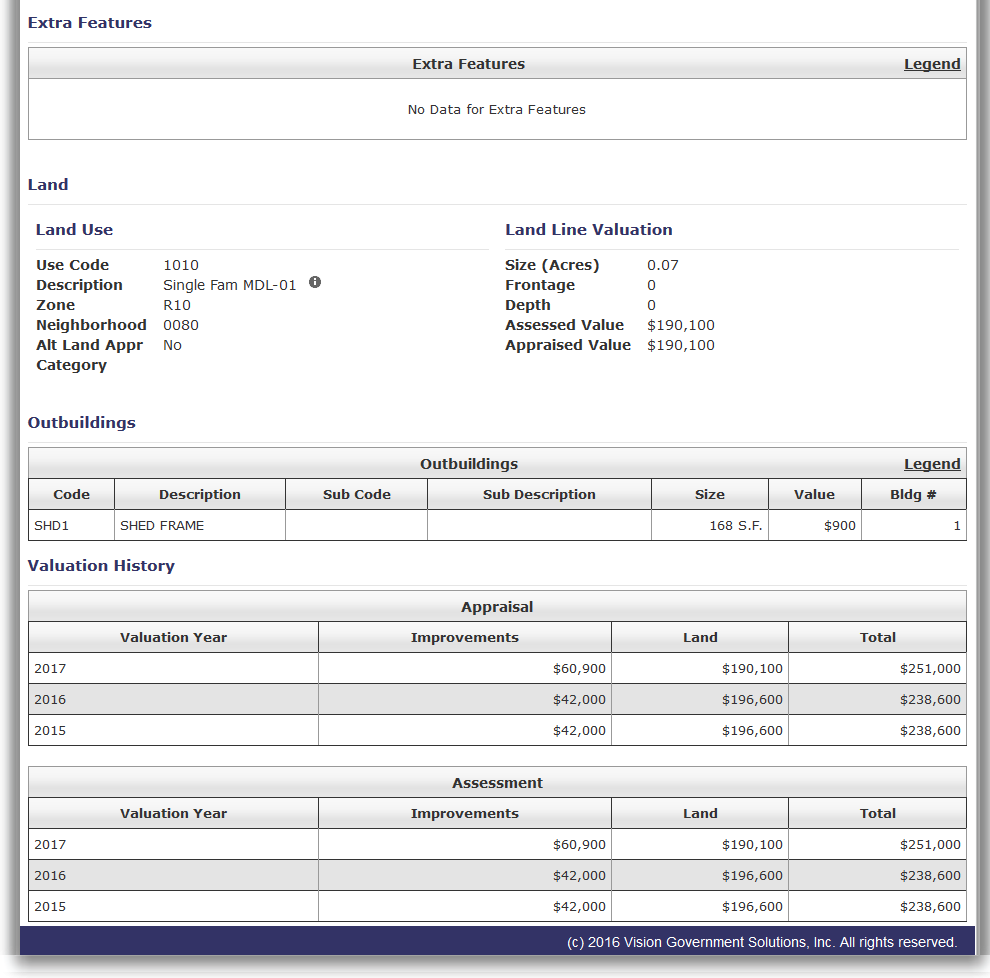 Extra Features
Extra Features Legend
No Data for Extra Features
Land
Land Use
Use Code 1010
Description Single Fam MDL-01
Zone R10
Neighborhood 0080
Alt Land Appr No
Category
Land Line Valuation
Size (Acres) 0.07
Frontage 0
Depth 0
Assessed Value $190,100
Appraised Value $190,100
Outbuildings
Outbuildings Legend
Code Description Sub Code Sub Description Size Value Bldg #
SHD1 SHED FRAME 168 S.F. $900 1
Valuation History
Appraisal
Valuation Year Improvements Land Total
2017 $60,900 $190,100 $251,000
2016 $42,000 $196,600 $238,600
2015 $42,000 $196,600 $238,600
Assessment
Valuation Year Improvements Land Total
2017 $60,900 $190,100 $251,000
2016 $42,000 $196,600 $238,600
2015 $42,000 $196,600 $238,600
(c) 2016 Vision Government Solutions, Inc. All rights reserved.